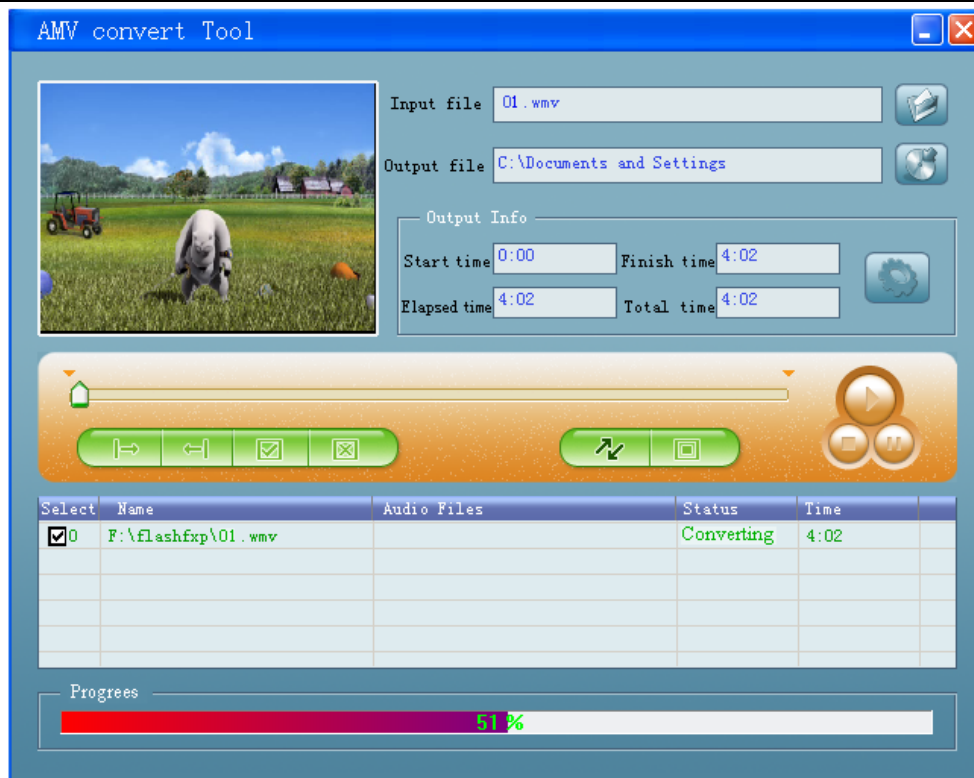 AMV convert Tool
Input file 01.wmv
Output file C:\Documents and Settings
Output Info
Start time 0:00 Finish time 4:02
Elapsed time 4:02 Total time 4:02
Select Name Audio Files Status Time
0 F:\flashfxp\01.wmv Converting 4:02
Progrees
51 %